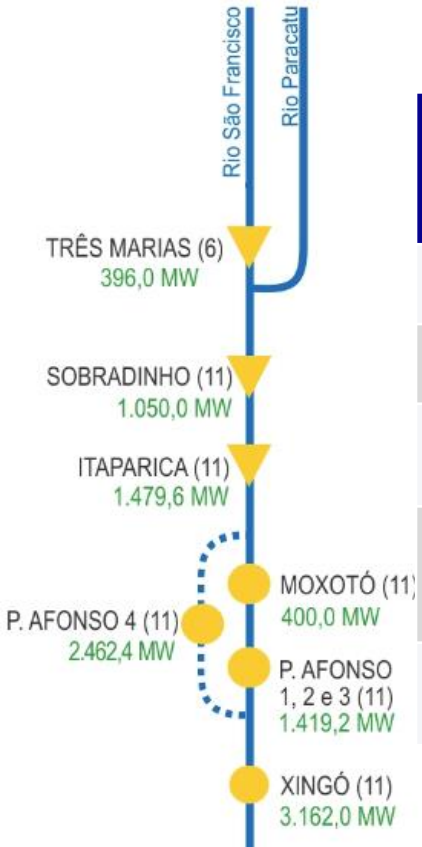 Rio São Francisco
Rio Paracatu
TRÊS MARIAS (6)
396,0 MW
SOBRADINHO (11)
1.050,0 MW
ITAPARICA (11)
1.479,6 MW
MOXOTÓ (11)
400,0 MW
P. AFONSO 4 (11)
2.462,4 MW
P. AFONSO
1, 2 e 3 (11)
1.419,2 MW
XINGÓ (11)
3.162,0 MW